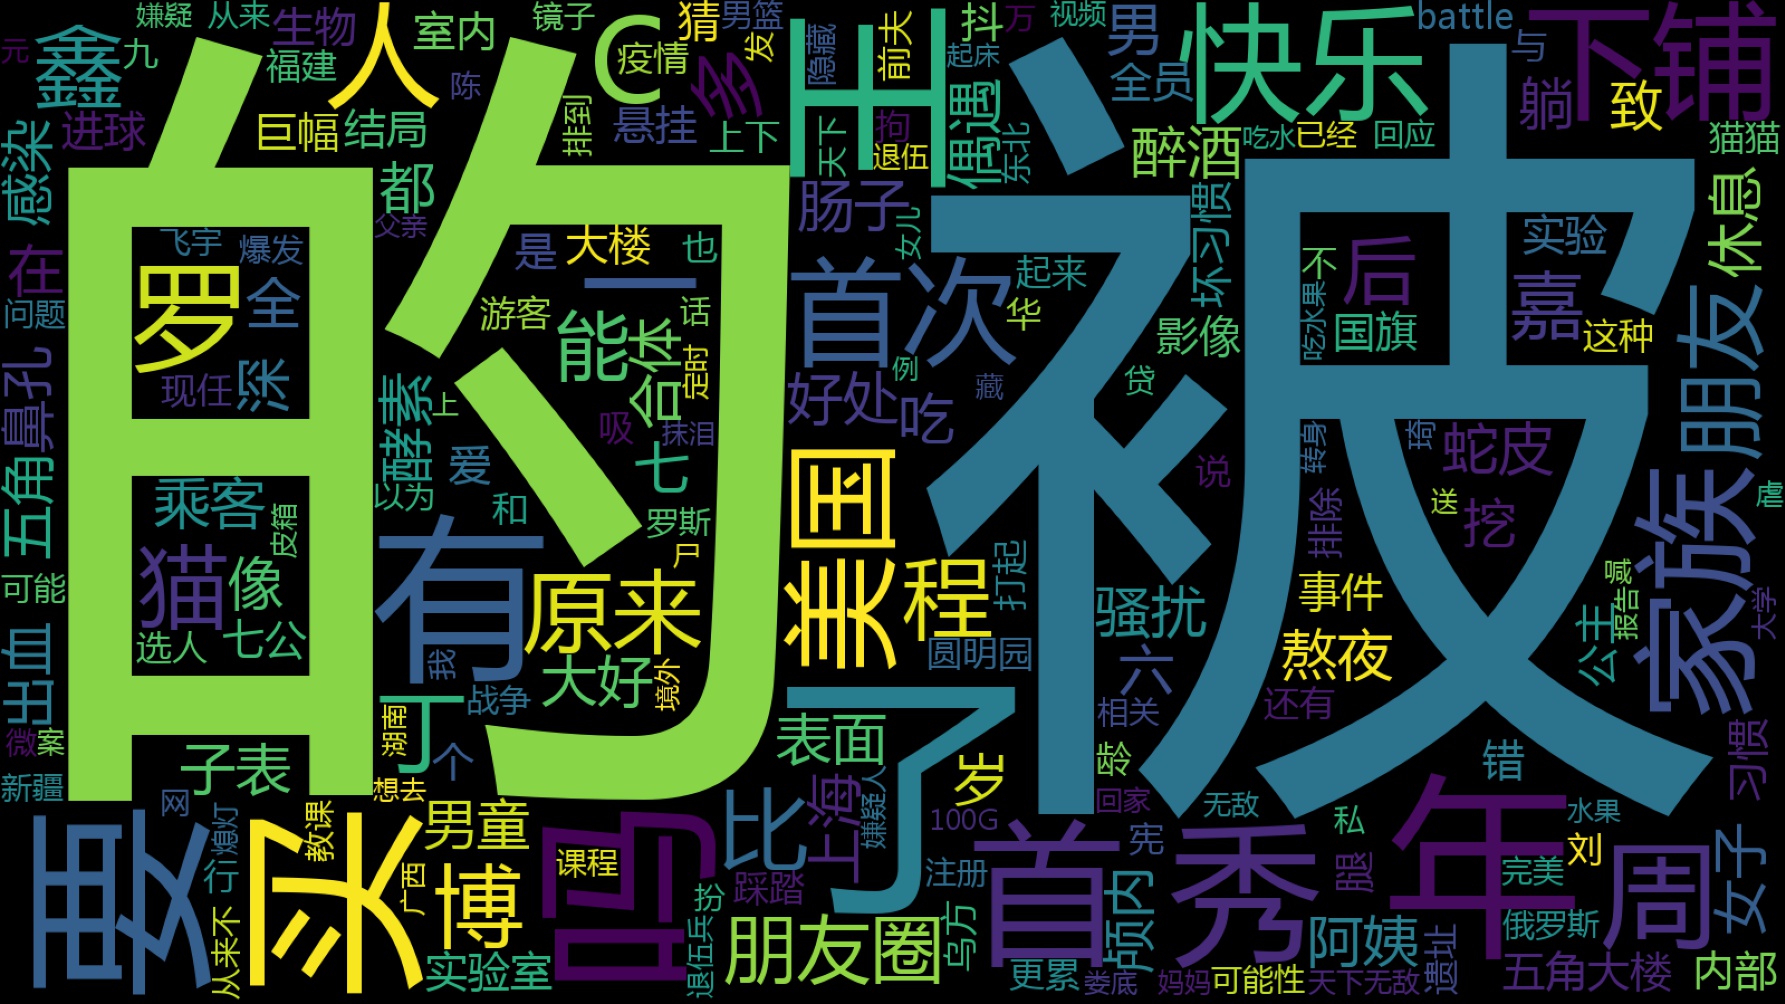 嫌疑
从来
生物
室内
镜子
猜
男篮
抖
万
视频
男
battle
与
下铺
元
鑫
九
福建
人
陈
C
疫情
多
发
隐藏
前夫
王
起床
偶遇
全员
快乐
躺
致
进球
巨幅
结局
排到
悬挂
上下
天下
拘
退伍
东北
醉酒
吃水
已经
回应
猫猫
感染
的
都
父亲
肠子
女儿
被
坏习惯
实验
休息
飞宇
爆发
是
大楼
也
不
后
在
罗
全
一
首次
起来
吃水果
嘉
问题
游客
能
合体
话
华
影像
国旗
这种
朋友
鼻孔
现任
深
酵素
上
定时
例
藏
贷
好处
吃
吸
抹泪
转身
琦
蛇皮
五角
爱
七
美国
说
乘客
皮箱
以为
和
罗斯
排除
送
挖
虐
家族
猫
像
有
原来
卫
程
打起
骚扰
事件
喊
可能
选人
七公
我
大好
境外
圆明园
六
熬夜
公主
报告
大学
出血
丁
战争
了
相关
还有
微
案
湖南
个
表面
岁
龄
错
习惯
新疆
子表
想去
上海
嫌疑人
回家
无敌
年
水果
要
网
熄灯
买
教课
男童
吗
比
100G
首秀
宪
私
刘
周
女子
行
广西
博
课程
踩踏
注册
颅内
腿
完美
从来不
实验室
扮
退伍兵
朋友圈
乌方
更累
娄底
妈妈
可能性
阿姨
天下无敌
遗址
俄罗斯
五角大楼
内部